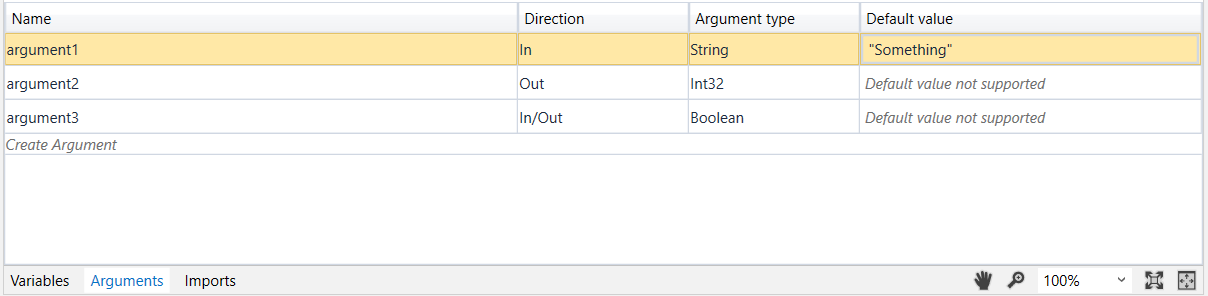 Name Direction Argument type Default value
argument1 In String "Something"
argument2 Out Int32 Default value not supported
argument3 In/Out Boolean Default value not supported
Create Argument
Variables Arguments Imports 100%